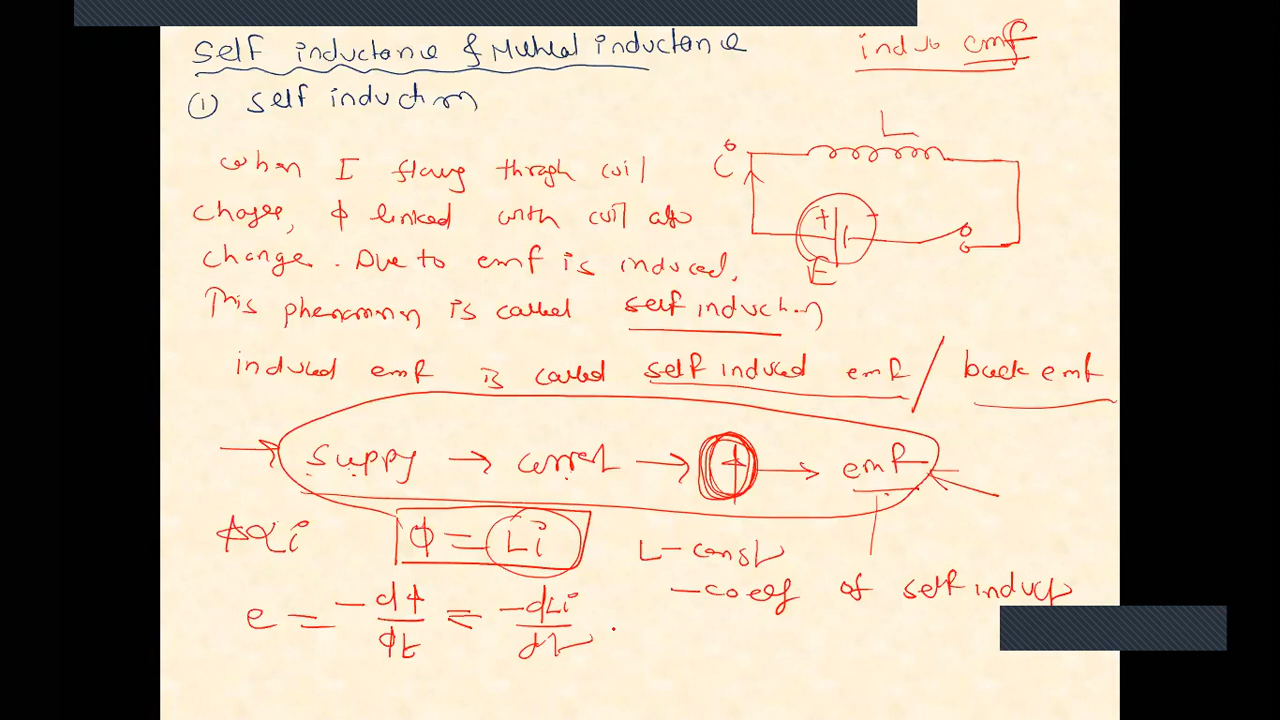 Self inductance & Mutual inductance
induo emf
① self induction
L
i
when I flowing through coil
changes, φ linked with coil also
+ -
change. Due to emf is induced,
E
This phenomenon is called self induction
induced emf is called self induced emf / back emf
→ supply → current → φ → emf
φ∝i φ = Li L - const
- coeff of self induct
e = -dφ/dt = -dLi/dt .